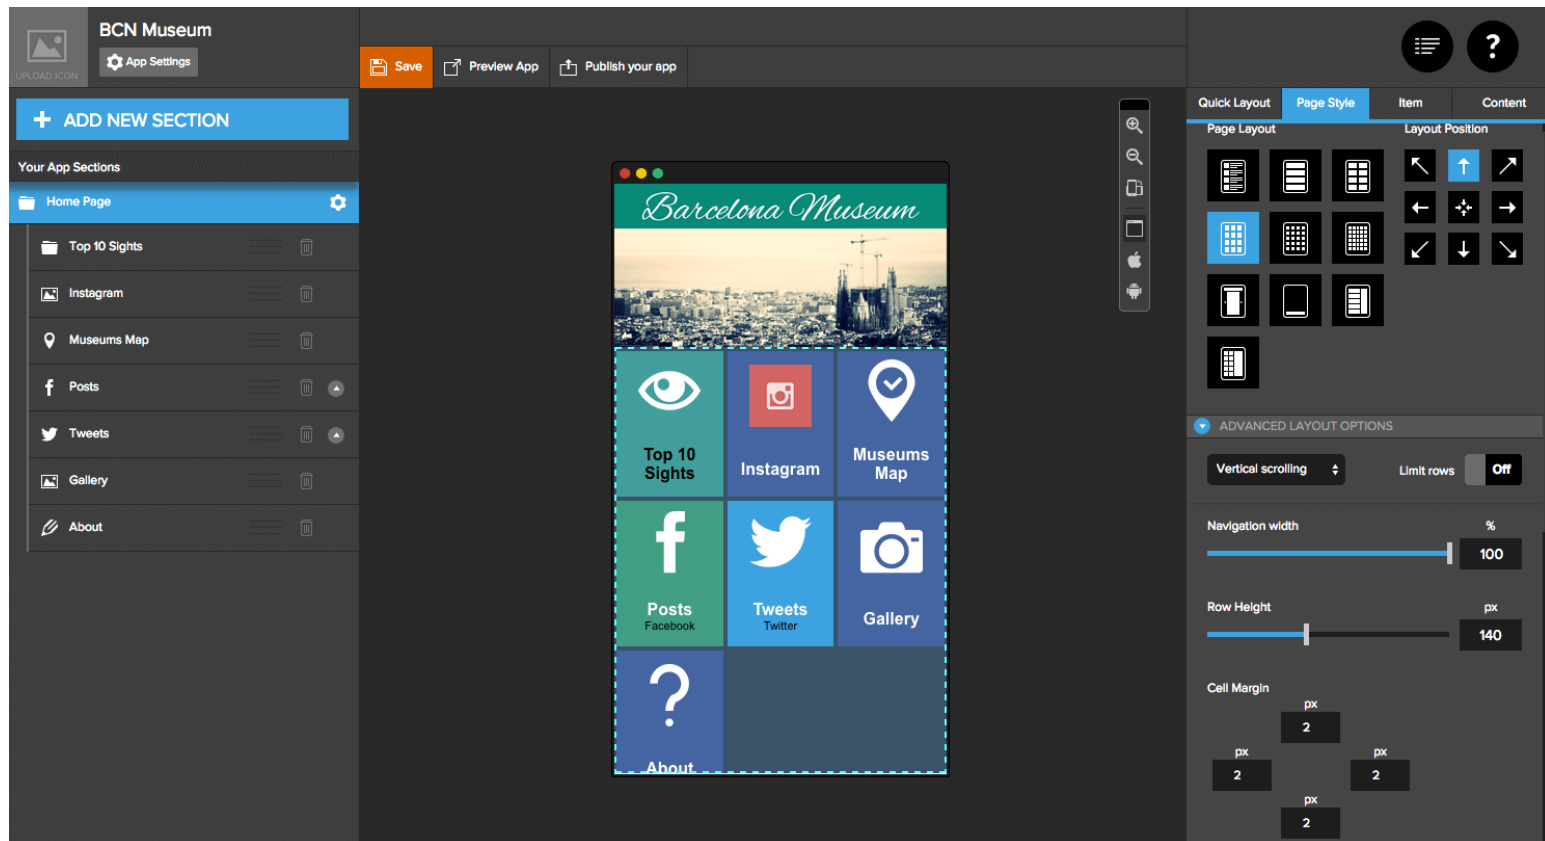 BCN Museum
App Settings
UPLOAD ICON
Save
Preview App
Publish your app
?
ADD NEW SECTION
Your App Sections
Home Page
Top 10 Sights
Instagram
Museums Map
Posts
Tweets
Gallery
About
Barcelona Museum
Top 10
Sights
Instagram
Museums
Map
Posts
Facebook
Tweets
Twitter
Gallery
?
About
Quick Layout
Page Style
Item
Content
Page Layout
Layout Position
ADVANCED LAYOUT OPTIONS
Vertical scrolling
Limit rows
Off
Navigation width
%
100
Row Height
px
140
Cell Margin
px
2
px
2
px
2
px
2